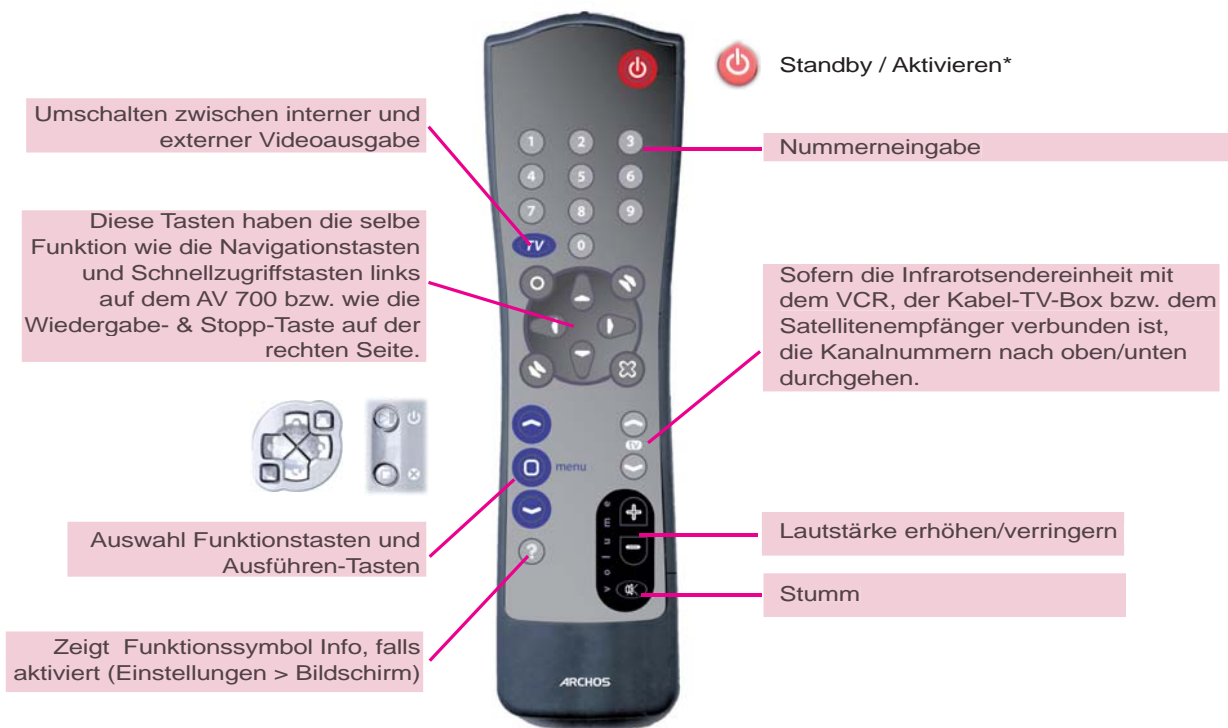 Standby / Aktivieren*
Umschalten zwischen interner und
externer Videoausgabe
Nummerneingabe
Diese Tasten haben die selbe
Funktion wie die Navigationstasten
und Schnellzugriffstasten links
auf dem AV 700 bzw. wie die
Wiedergabe- & Stopp-Taste auf der
rechten Seite.
Sofern die Infrarotsendereinheit mit
dem VCR, der Kabel-TV-Box bzw. dem
Satellitenempfänger verbunden ist,
die Kanalnummern nach oben/unten
durchgehen.
Auswahl Funktionstasten und
Ausführen-Tasten
Lautstärke erhöhen/verringern
Stumm
Zeigt Funktionssymbol Info, falls
aktiviert (Einstellungen > Bildschirm)
1 2 3
4 5 6
7 8 9
TV 0
tv
menu
volume
?
ARCHOS